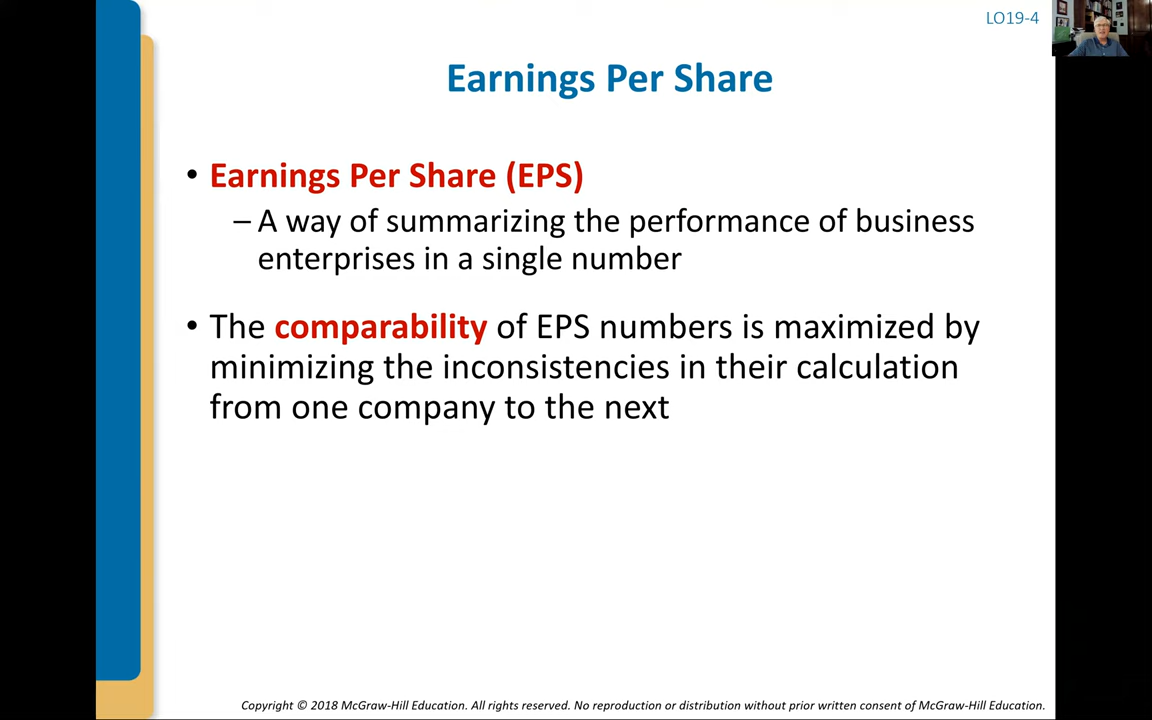 LO19-4
Earnings Per Share
• Earnings Per Share (EPS)
– A way of summarizing the performance of business
enterprises in a single number
• The comparability of EPS numbers is maximized by
minimizing the inconsistencies in their calculation
from one company to the next
Copyright © 2018 McGraw-Hill Education. All rights reserved. No reproduction or distribution without prior written consent of McGraw-Hill Education.